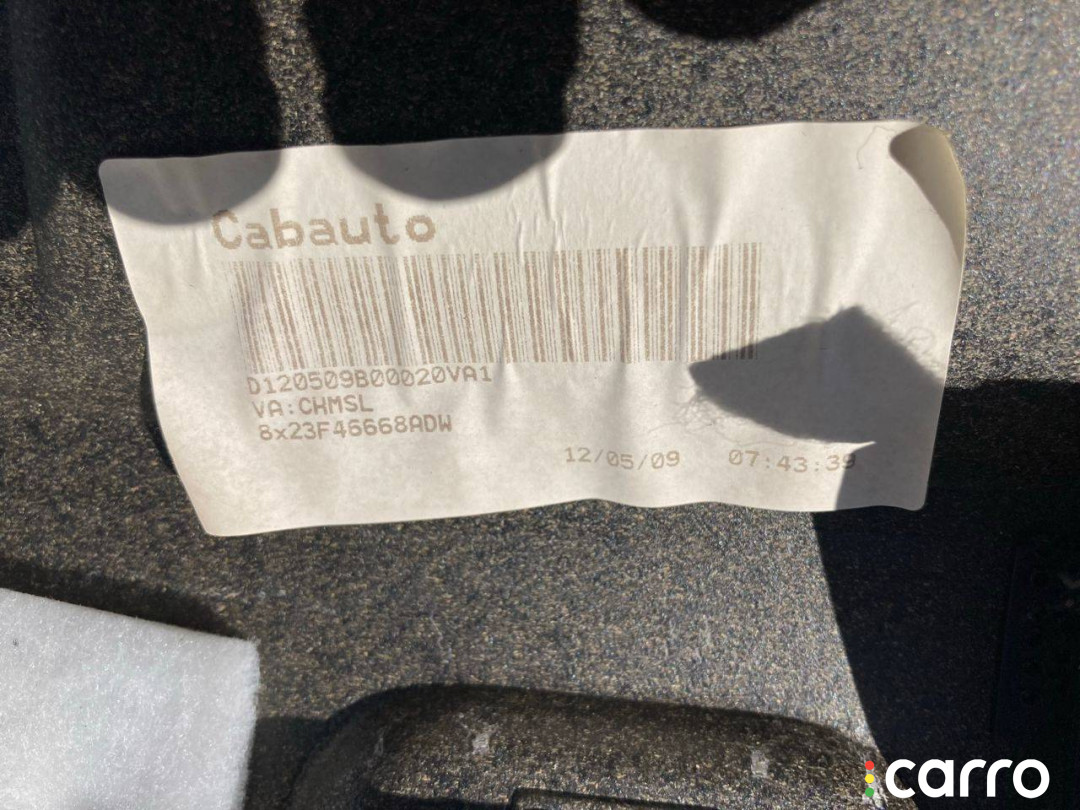 Cabauto
D120509B00020VA1
VA:CHMSL
8x23F46668ADW
12/05/09 07:43:39
carro